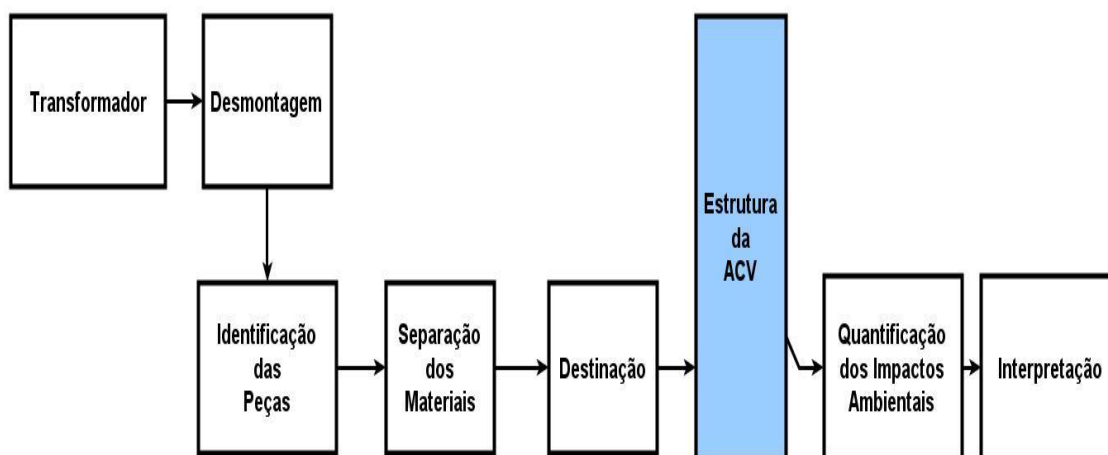 Transformador
Desmontagem
Identificação
das
Peças
Separação
dos
Materiais
Destinação
Estrutura
da
ACV
Quantificação
dos Impactos
Ambientais
Interpretação